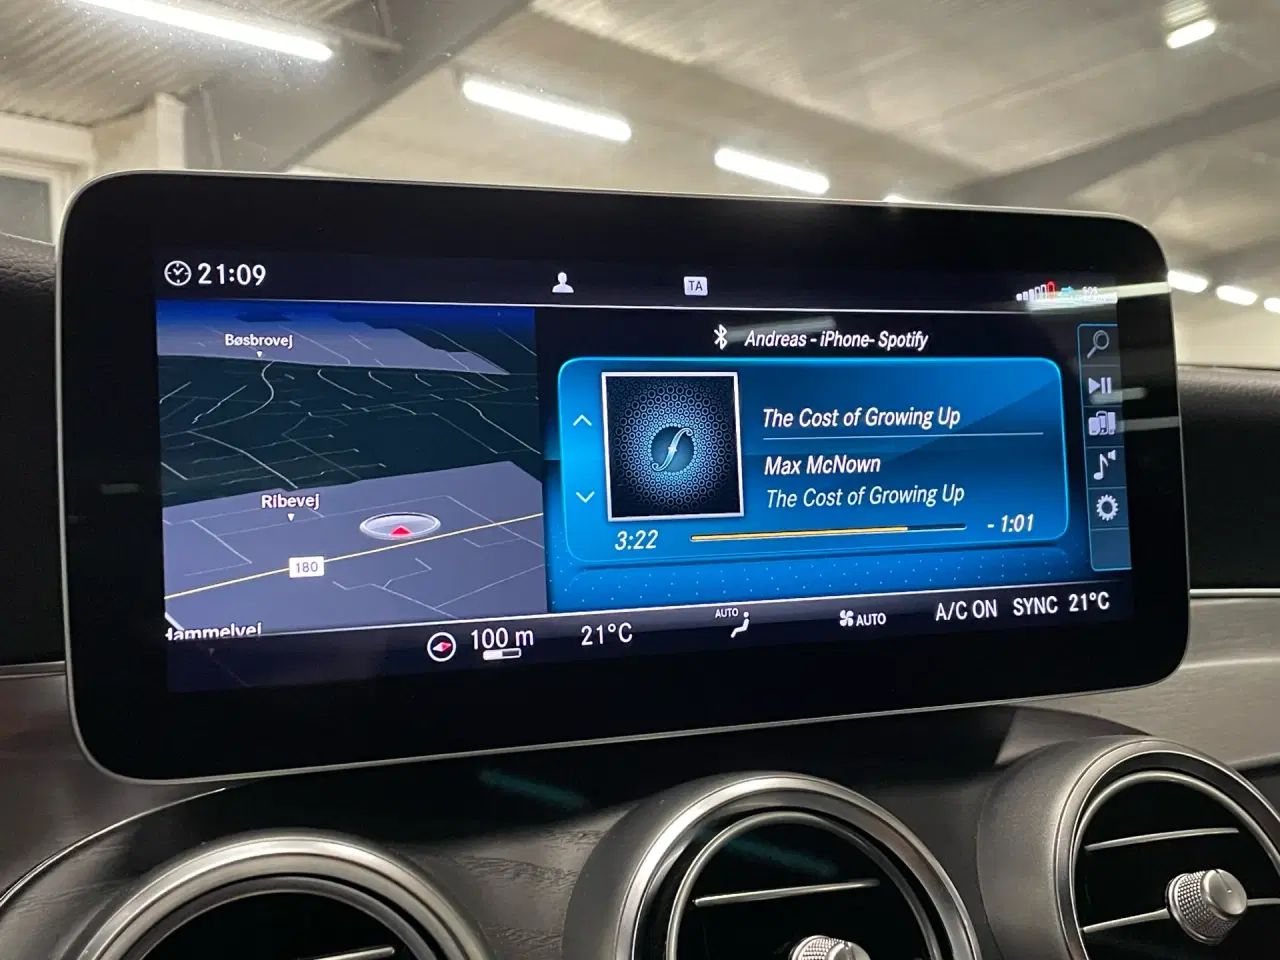 21:09
TA
Bøsbrovej
Ribevej
180
Hammelvej
Andreas - iPhone- Spotify
The Cost of Growing Up
Max McNown
The Cost of Growing Up
3:22
- 1:01
100 m
21°C
AUTO
AUTO
A/C ON
SYNC
21°C